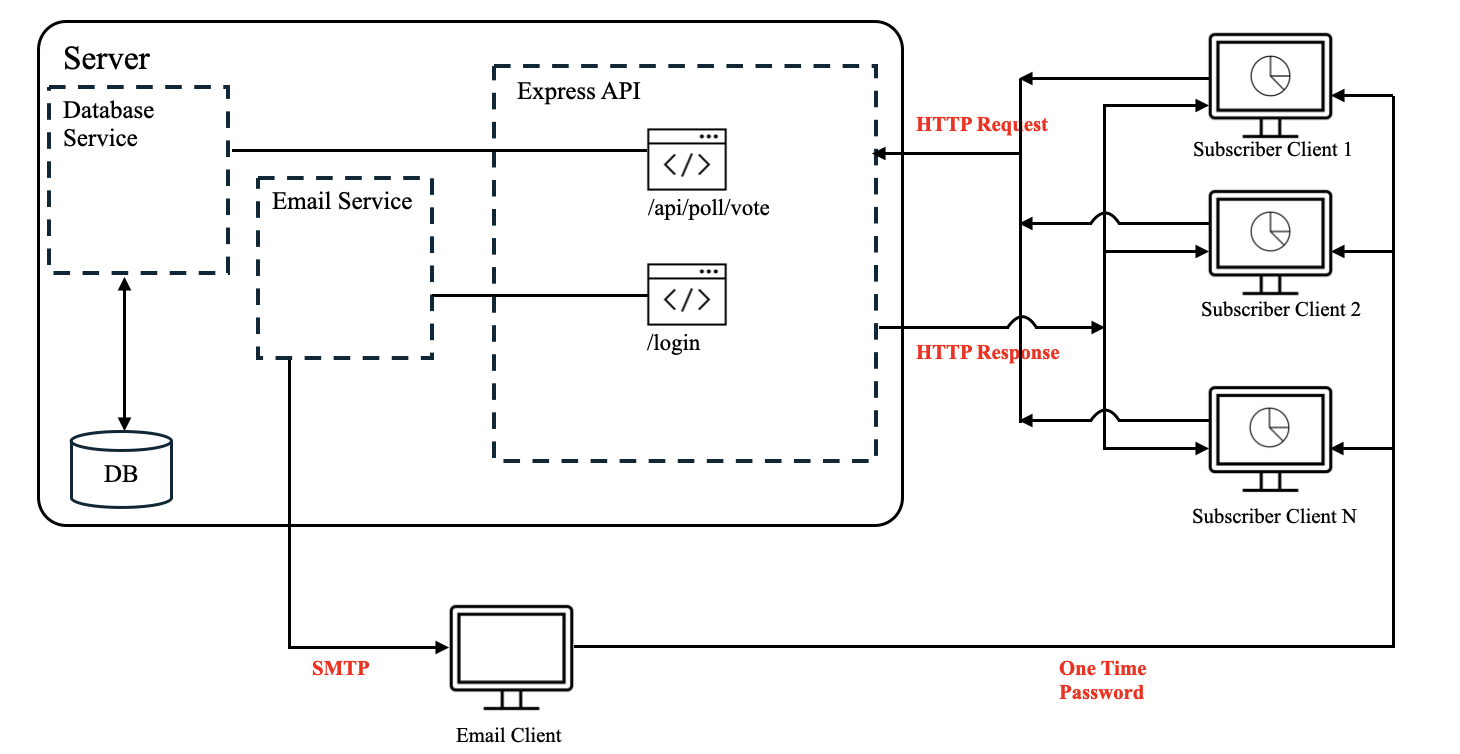 Server
Database
Service
Email Service
Express API
</>
/api/poll/vote
</>
/login
DB
HTTP Request
HTTP Response
Subscriber Client 1
Subscriber Client 2
Subscriber Client N
SMTP
Email Client
One Time
Password